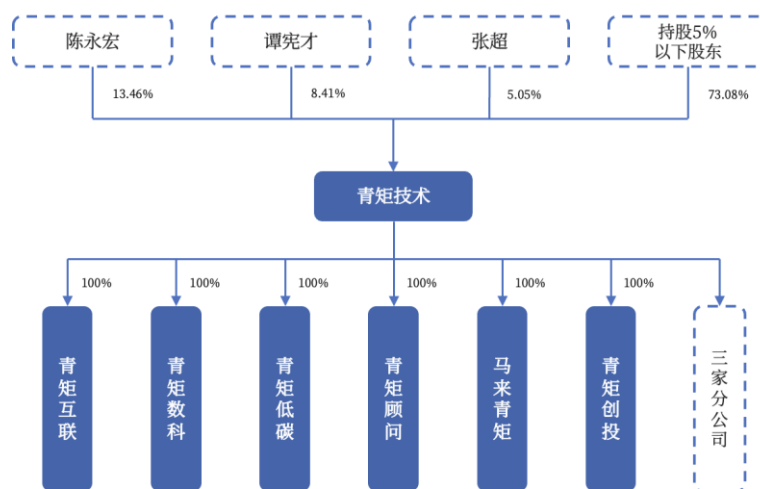 陈永宏
谭宪才
张超
持股5%
以下股东
13.46%
8.41%
5.05%
73.08%
青矩技术
100%
100%
100%
100%
100%
100%
青矩互联
青矩数科
青矩低碳
青矩顾问
马来青矩
青矩创投
三家分公司